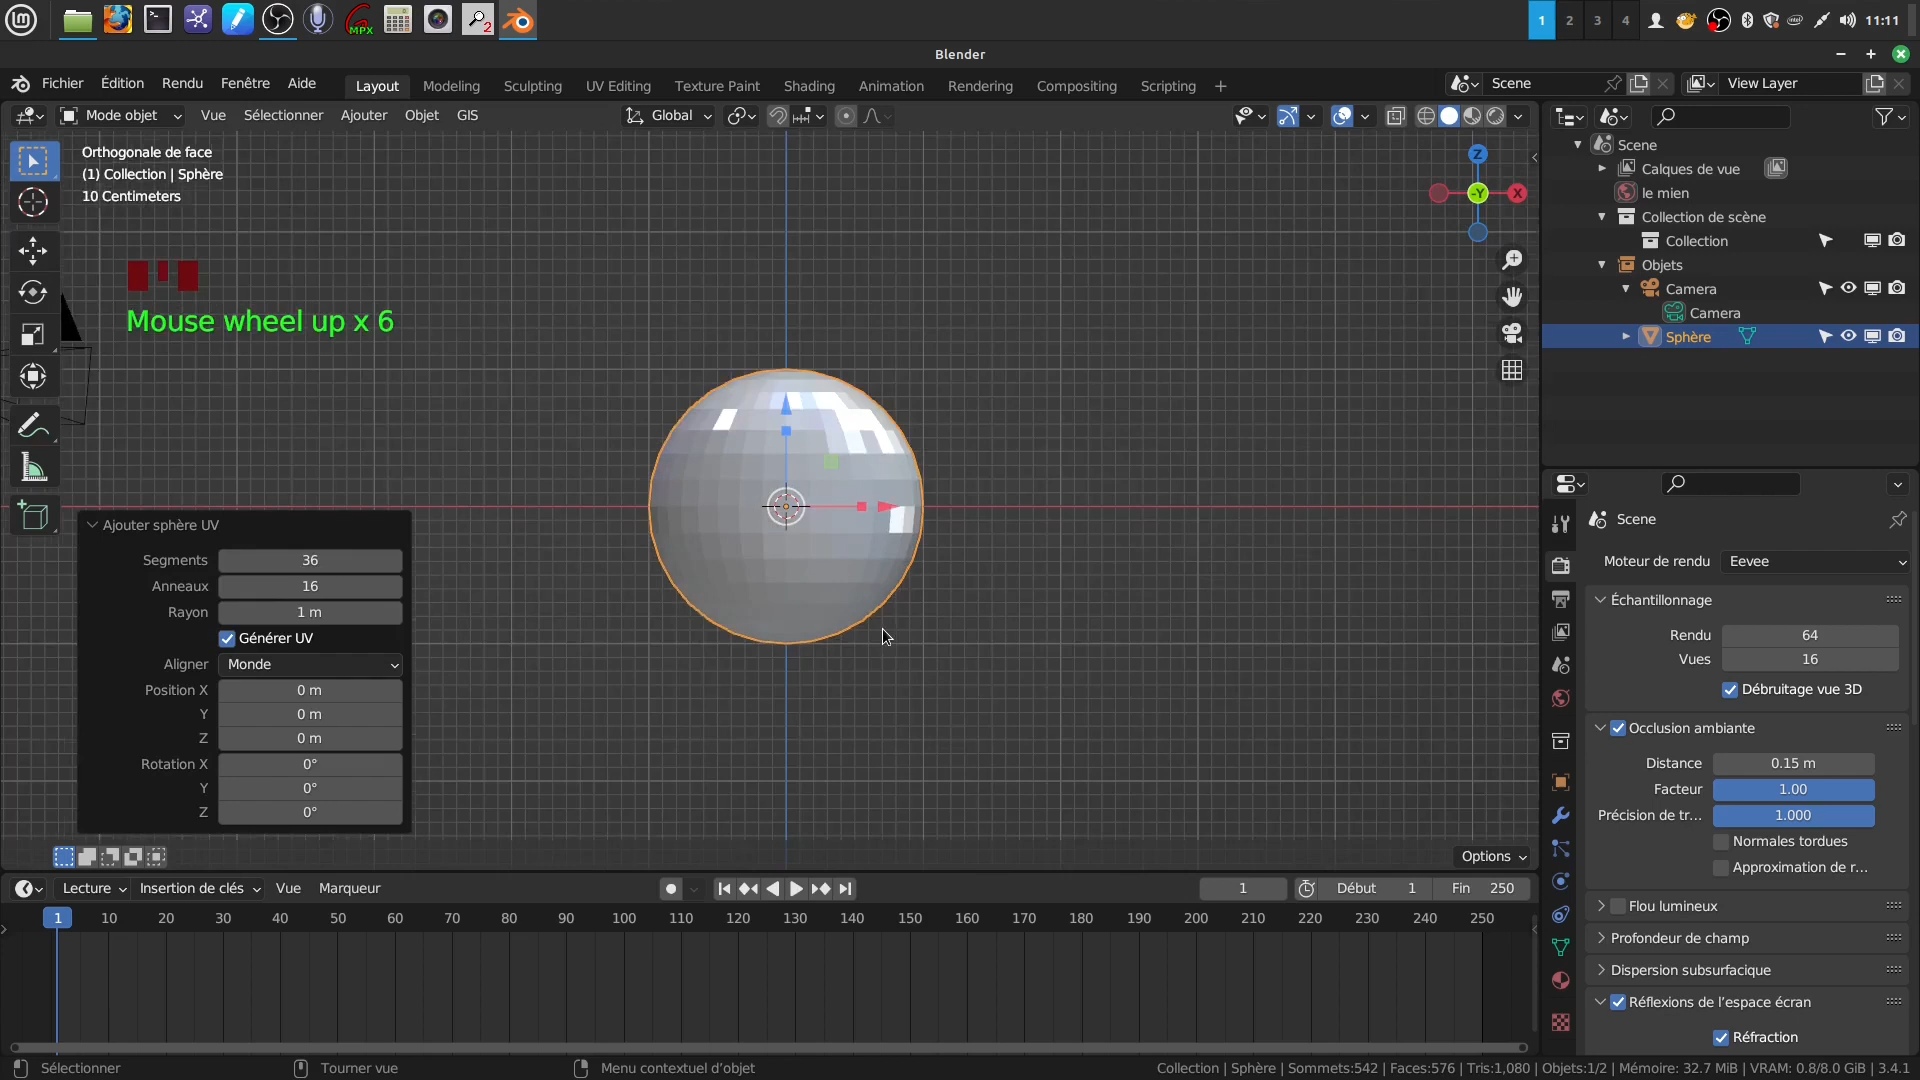 MPX
2
1
2
3
4
11:11
Blender
Fichier
Édition
Rendu
Fenêtre
Aide
Layout
Modeling
Sculpting
UV Editing
Texture Paint
Shading
Animation
Rendering
Compositing
Scripting
+
Scene
View Layer
Mode objet
Vue
Sélectionner
Ajouter
Objet
GIS
Global
Orthogonale de face
(1) Collection | Sphère
10 Centimeters
Mouse wheel up x 6
Z
-Y
X
Ajouter sphère UV
Segments 36
Anneaux 16
Rayon 1 m
Générer UV
Aligner Monde
Position X 0 m
Y 0 m
Z 0 m
Rotation X 0°
Y 0°
Z 0°
Options
Scene
Calques de vue
le mien
Collection de scène
Collection
Objets
Camera
Camera
Sphère
Scene
Moteur de rendu Eevee
Échantillonnage
Rendu 64
Vues 16
Débruitage vue 3D
Occlusion ambiante
Distance 0.15 m
Facteur 1.00
Précision de tr... 1.000
Normales tordues
Approximation de r...
Flou lumineux
Profondeur de champ
Dispersion subsurfacique
Réflexions de l'espace écran
Réfraction
Lecture
Insertion de clés
Vue
Marqueur
1
Début 1
Fin 250
1 10 20 30 40 50 60 70 80 90 100 110 120 130 140 150 160 170 180 190 200 210 220 230 240 250
Sélectionner
Tourner vue
Menu contextuel d'objet
Collection | Sphère | Sommets:542 | Faces:576 | Tris:1,080 | Objets:1/2 | Mémoire: 32.7 MiB | VRAM: 0.8/8.0 GiB | 3.4.1